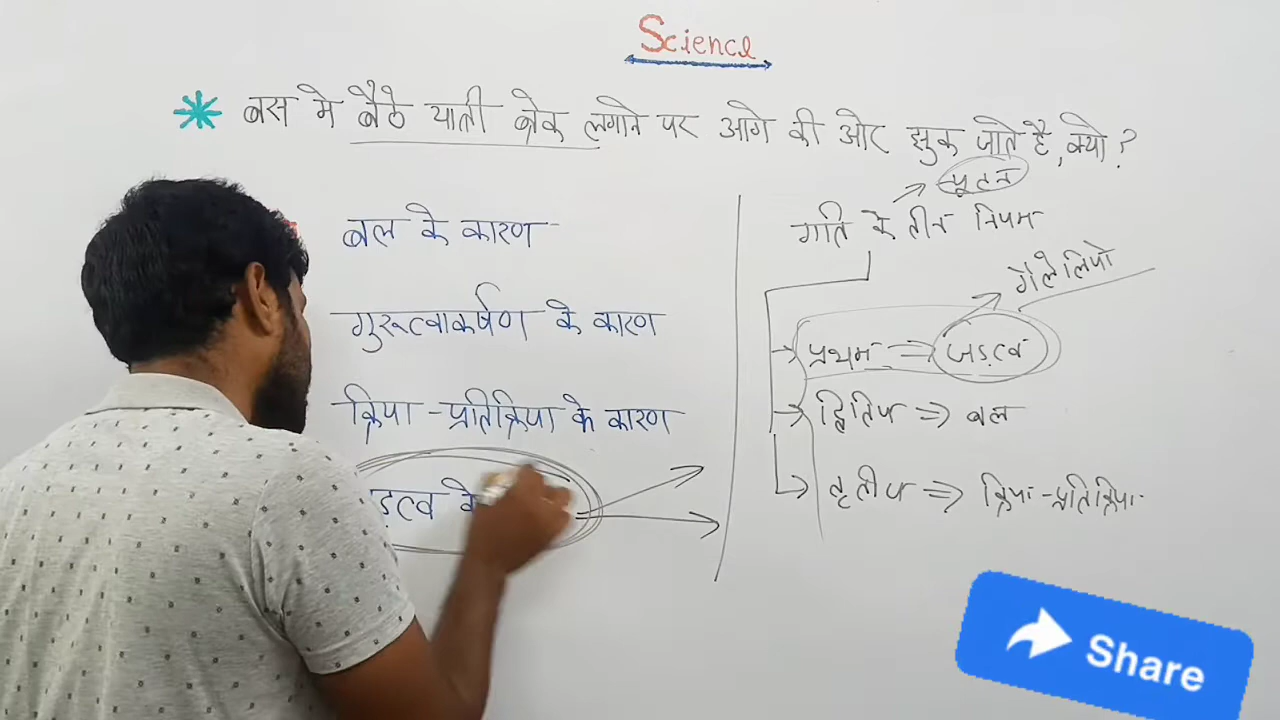 Science
बस मे बैठे यात्री ब्रेक लगाने पर आगे की ओर झुक जाते है, क्यो?
बल के कारण
गुरूत्वाकर्षण के कारण
क्रिया-प्रतिक्रिया के कारण
ड़त्व के
न्यूटन
गति के तीन नियम
गैलेलियो
प्रथम ⇒ जड़त्व
द्वितिय ⇒ बल
तृतीय ⇒ क्रिया-प्रतिक्रिया
Share